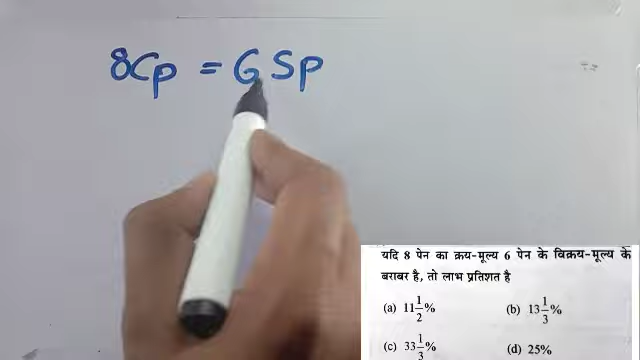 8Cp = 6 Sp
यदि 8 पेन का क्रय-मूल्य 6 पेन के विक्रय-मूल्य के
बराबर है, तो लाभ प्रतिशत है
(a) 11 1/2% (b) 13 1/3%
(c) 33 1/3% (d) 25%